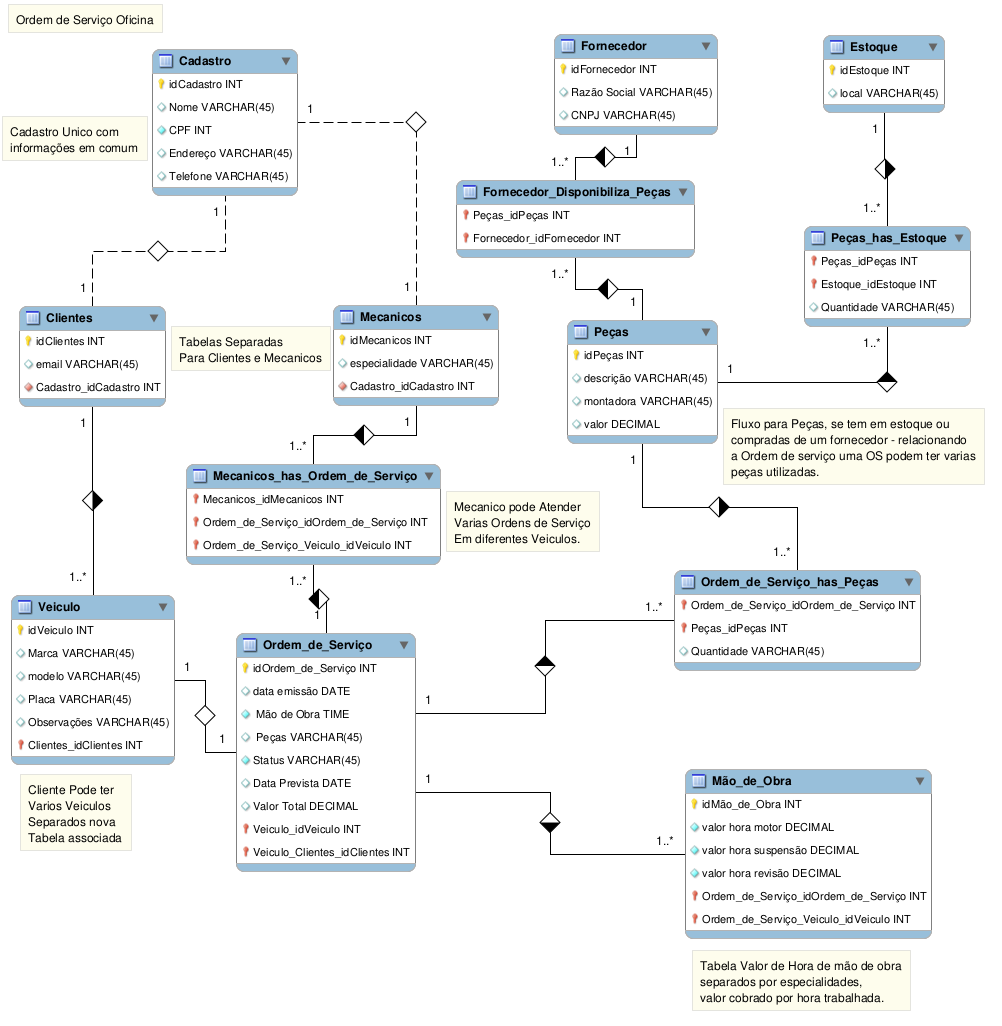 Ordem de Serviço Oficina
Cadastro
idCadastro INT
Nome VARCHAR(45)
CPF INT
Endereço VARCHAR(45)
Telefone VARCHAR(45)
Cadastro Unico com
informações em comum
1
1
1
1
Clientes
idClientes INT
email VARCHAR(45)
Cadastro_idCadastro INT
Tabelas Separadas
Para Clientes e Mecanicos
Mecanicos
idMecanicos INT
especialidade VARCHAR(45)
Cadastro_idCadastro INT
1
1..*
1
1..*
Mecanicos_has_Ordem_de_Serviço
Mecanicos_idMecanicos INT
Ordem_de_Serviço_idOrdem_de_Serviço INT
Ordem_de_Serviço_Veiculo_idVeiculo INT
Mecanico pode Atender
Varias Ordens de Serviço
Em diferentes Veiculos.
1..*
1
Veiculo
idVeiculo INT
Marca VARCHAR(45)
modelo VARCHAR(45)
Placa VARCHAR(45)
Observações VARCHAR(45)
Clientes_idClientes INT
1
1
Cliente Pode ter
Varios Veiculos
Separados nova
Tabela associada
Ordem_de_Serviço
idOrdem_de_Serviço INT
data emissão DATE
Mão de Obra TIME
Peças VARCHAR(45)
Status VARCHAR(45)
Data Prevista DATE
Valor Total DECIMAL
Veiculo_idVeiculo INT
Veiculo_Clientes_idClientes INT
1
1..*
1
1..*
Fornecedor
idFornecedor INT
Razão Social VARCHAR(45)
CNPJ VARCHAR(45)
1
1..*
Fornecedor_Disponibiliza_Peças
Peças_idPeças INT
Fornecedor_idFornecedor INT
1..*
1
Peças
idPeças INT
descrição VARCHAR(45)
montadora VARCHAR(45)
valor DECIMAL
Estoque
idEstoque INT
local VARCHAR(45)
1
1..*
Peças_has_Estoque
Peças_idPeças INT
Estoque_idEstoque INT
Quantidade VARCHAR(45)
1..*
1
Fluxo para Peças, se tem em estoque ou
compradas de um fornecedor - relacionando
a Ordem de serviço uma OS podem ter varias
peças utilizadas.
1
1..*
Ordem_de_Serviço_has_Peças
Ordem_de_Serviço_idOrdem_de_Serviço INT
Peças_idPeças INT
Quantidade VARCHAR(45)
Mão_de_Obra
idMão_de_Obra INT
valor hora motor DECIMAL
valor hora suspensão DECIMAL
valor hora revisão DECIMAL
Ordem_de_Serviço_idOrdem_de_Serviço INT
Ordem_de_Serviço_Veiculo_idVeiculo INT
Tabela Valor de Hora de mão de obra
separados por especialidades,
valor cobrado por hora trabalhada.